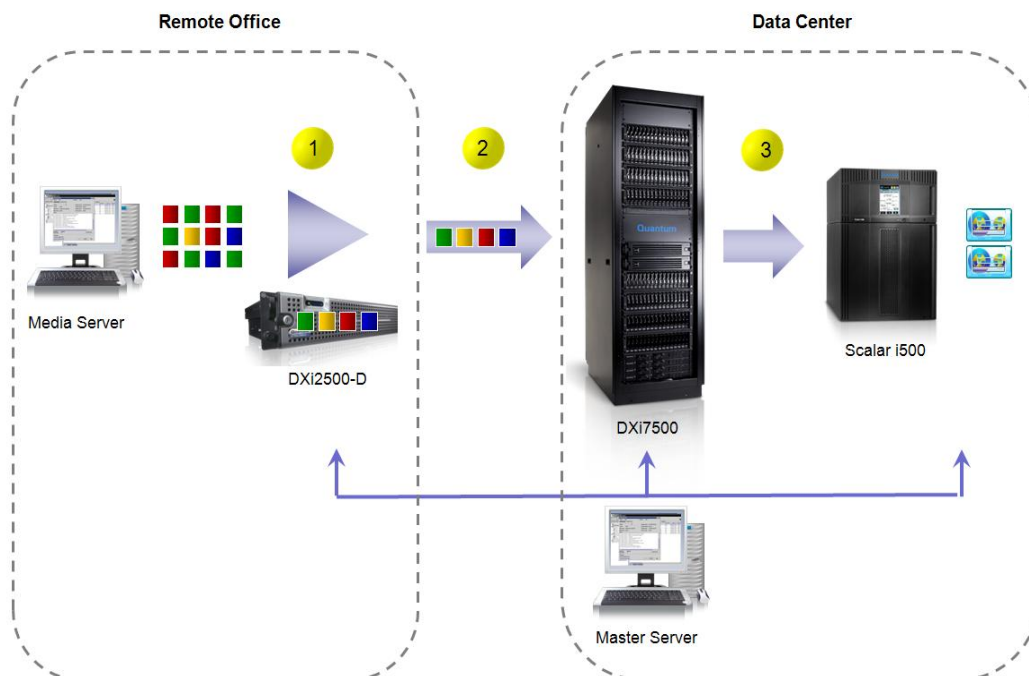 Remote Office
Data Center
1
2
3
Quantum
Media Server
DXi2500-D
DXi7500
Scalar i500
Master Server